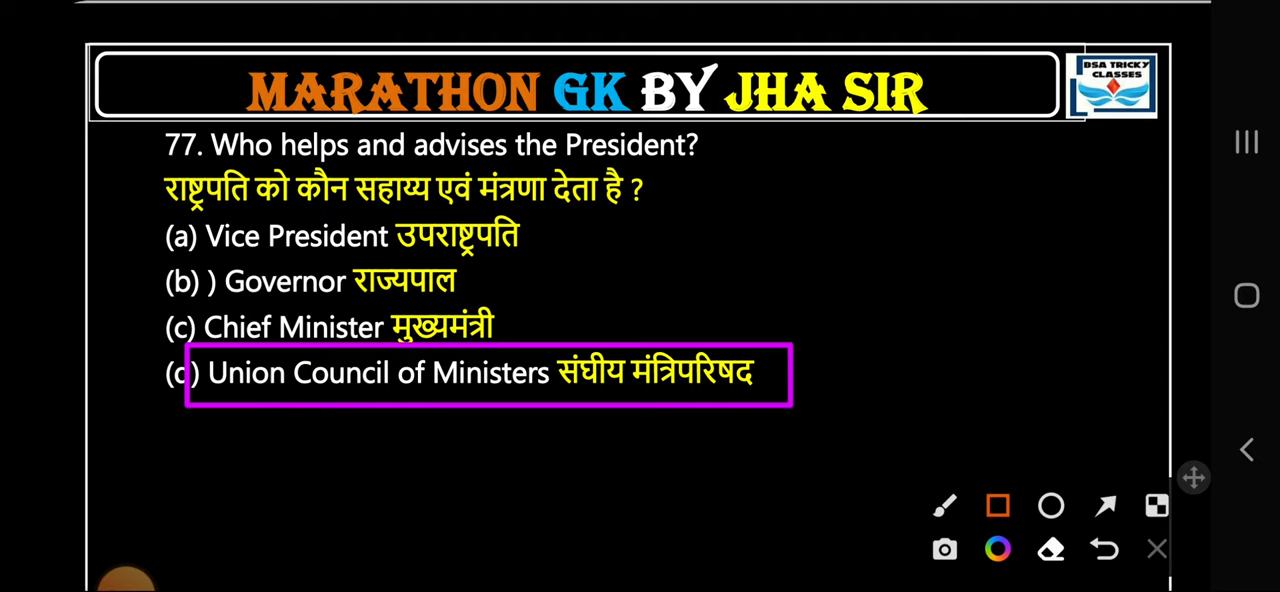 MARATHON GK BY JHA SIR
DSA TRICKY
CLASSES
77. Who helps and advises the President?
राष्ट्रपति को कौन सहाय्य एवं मंत्रणा देता है ?
(a) Vice President उपराष्ट्रपति
(b) ) Governor राज्यपाल
(c) Chief Minister मुख्यमंत्री
(d) Union Council of Ministers संघीय मंत्रिपरिषद